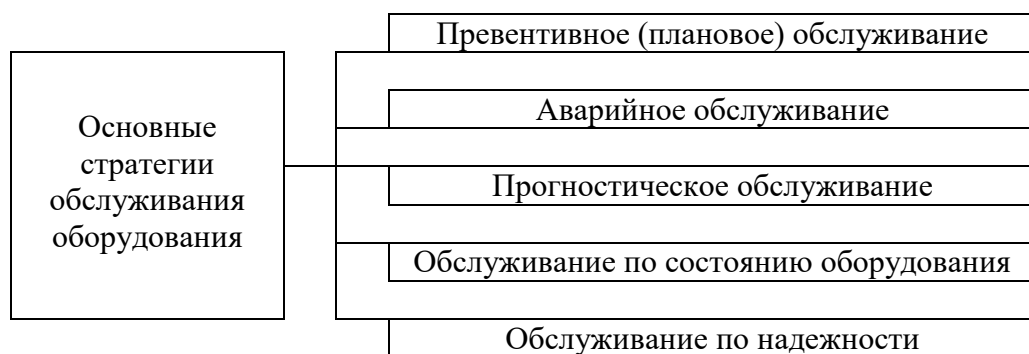 Основные
стратегии
обслуживания
оборудования
Превентивное (плановое) обслуживание
Аварийное обслуживание
Прогностическое обслуживание
Обслуживание по состоянию оборудования
Обслуживание по надежности